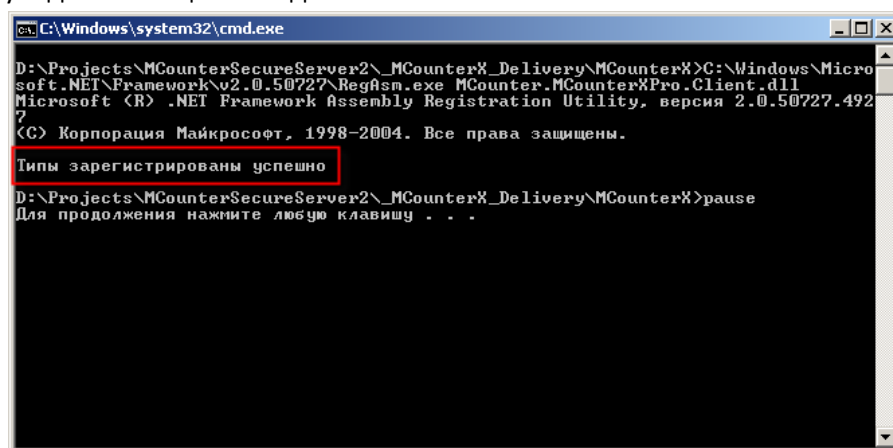 C:\Windows\system32\cmd.exe
D:\Projects\MCounterSecureServer2\_MCounterX_Delivery\MCounterX>C:\Windows\Micro
soft.NET\Framework\v2.0.50727\RegAsm.exe MCounter.MCounterXPro.Client.dll
Microsoft (R) .NET Framework Assembly Registration Utility, версия 2.0.50727.492
7
(C) Корпорация Майкрософт, 1998-2004. Все права защищены.
Типы зарегистрированы успешно
D:\Projects\MCounterSecureServer2\_MCounterX_Delivery\MCounterX>pause
Для продолжения нажмите любую клавишу . . .